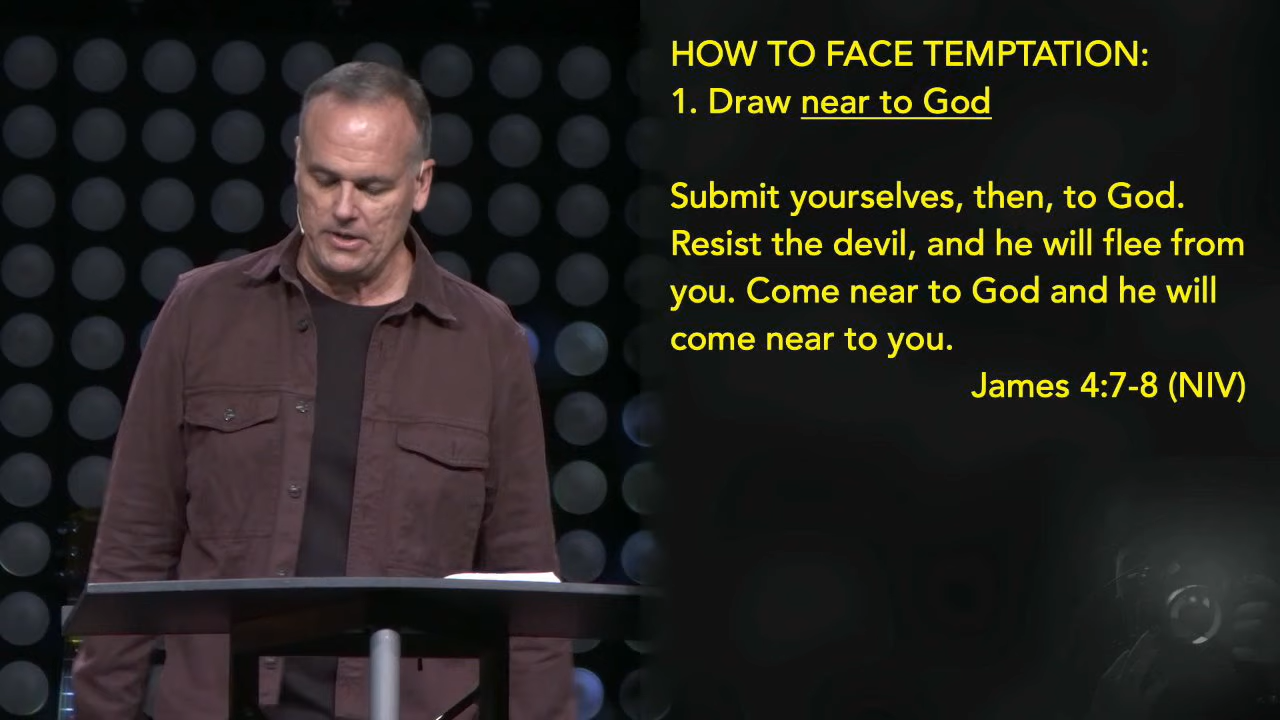 HOW TO FACE TEMPTATION:
1. Draw near to God
Submit yourselves, then, to God.
Resist the devil, and he will flee from
you. Come near to God and he will
come near to you.
James 4:7-8 (NIV)